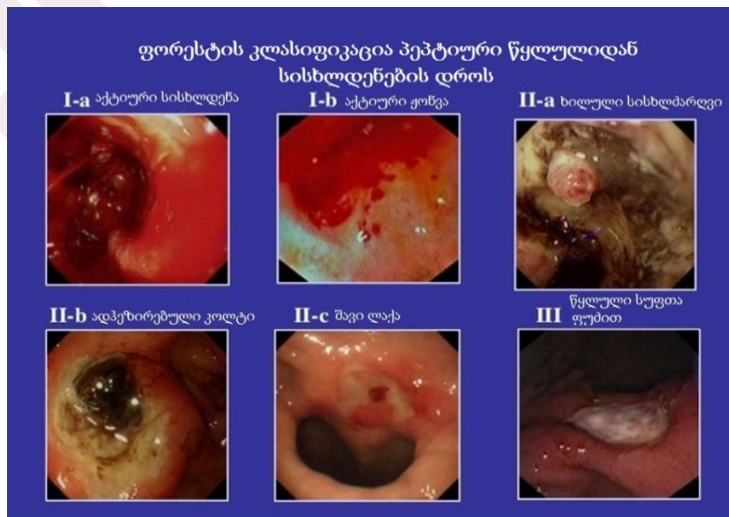 ფორესტის კლასიფიკაცია პეპტიური წყლულიდან
სისხლდენების დროს
I-a აქტიური სისხლდენა
I-b აქტიური ჟონვა
II-a ხილული სისხლძარღვი
II-b ადჰეზირებული კოლტი
II-c შავი ლაქა
III წყლული სუფთა
ფუძით